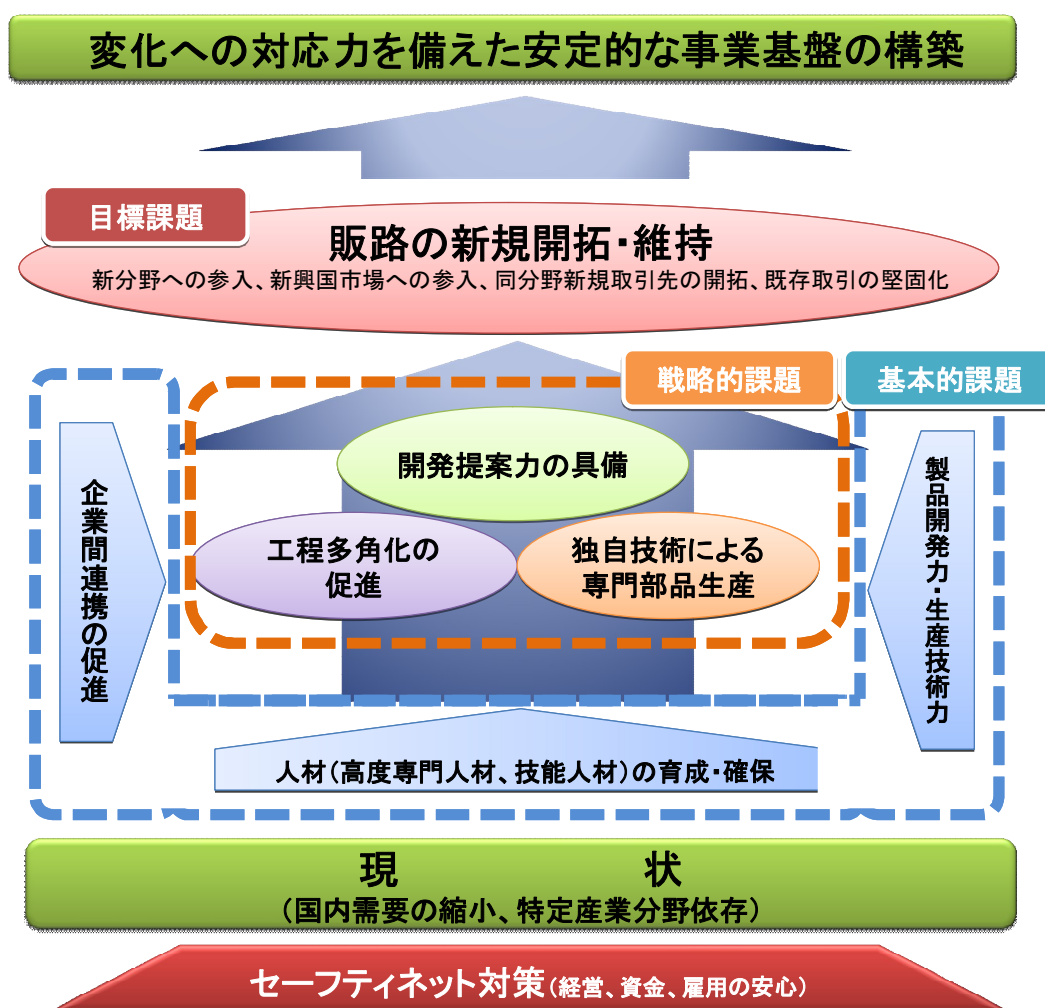 変化への対応力を備えた安定的な事業基盤の構築
目標課題
販路の新規開拓・維持
新分野への参入、新興国市場への参入、同分野新規取引先の開拓、既存取引の堅固化
戦略的課題
基本的課題
開発提案力の具備
工程多角化の
促進
独自技術による
専門部品生産
企業間連携の促進
製品開発力・生産技術力
人材(高度専門人材、技能人材)の育成・確保
現 状
(国内需要の縮小、特定産業分野依存)
セーフティネット対策(経営、資金、雇用の安心)